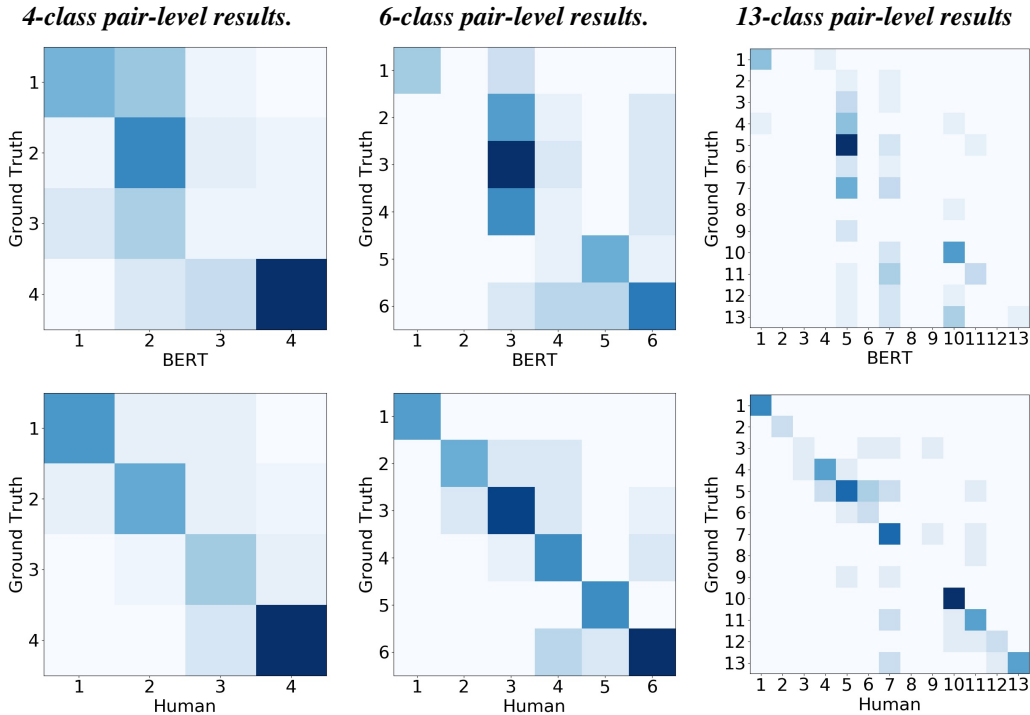 4-class pair-level results.
6-class pair-level results.
13-class pair-level results
Ground Truth
1
2
3
4
1 2 3 4
BERT
Ground Truth
1
2
3
4
5
6
1 2 3 4 5 6
BERT
Ground Truth
1
2
3
4
5
6
7
8
9
10
11
12
13
1 2 3 4 5 6 7 8 9 10 11 12 13
BERT
Ground Truth
1
2
3
4
1 2 3 4
Human
Ground Truth
1
2
3
4
5
6
1 2 3 4 5 6
Human
Ground Truth
1
2
3
4
5
6
7
8
9
10
11
12
13
1 2 3 4 5 6 7 8 9 10 11 12 13
Human